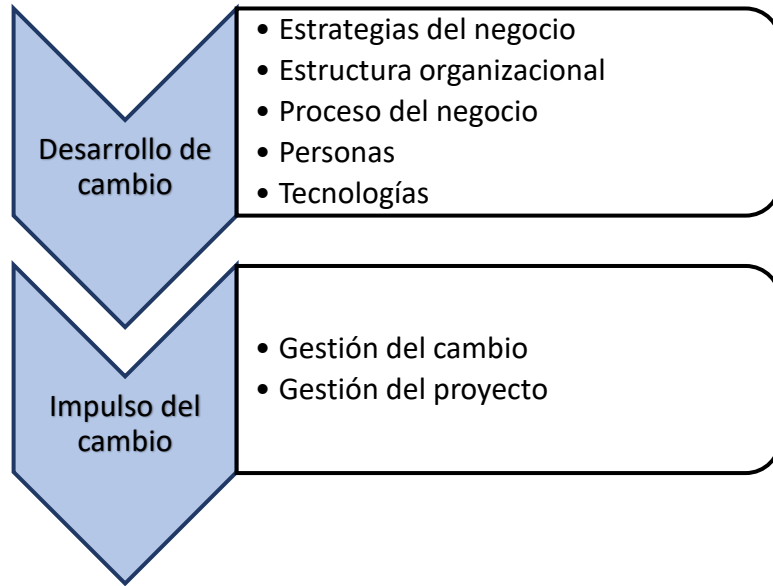 Desarrollo de
cambio
• Estrategias del negocio
• Estructura organizacional
• Proceso del negocio
• Personas
• Tecnologías
Impulso del
cambio
• Gestión del cambio
• Gestión del proyecto